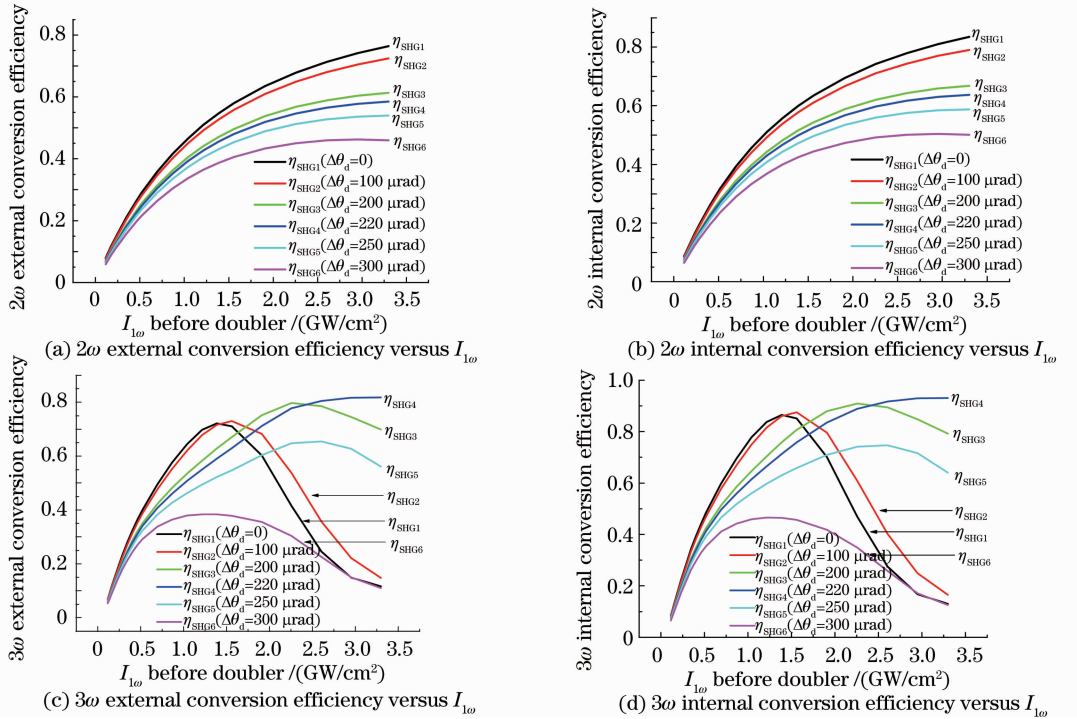 2ω external conversion efficiency
0.8
0.6
0.4
0.2
0
η_SHG1
η_SHG2
η_SHG3
η_SHG4
η_SHG5
η_SHG6
η_SHG1(Δθ_d=0)
η_SHG2(Δθ_d=100 μrad)
η_SHG3(Δθ_d=200 μrad)
η_SHG4(Δθ_d=220 μrad)
η_SHG5(Δθ_d=250 μrad)
η_SHG6(Δθ_d=300 μrad)
0 0.5 1.0 1.5 2.0 2.5 3.0 3.5
I_1ω before doubler /(GW/cm²)
(a) 2ω external conversion efficiency versus I_1ω
2ω internal conversion efficiency
0.8
0.6
0.4
0.2
0
η_SHG1
η_SHG2
η_SHG3
η_SHG4
η_SHG5
η_SHG6
η_SHG1(Δθ_d=0)
η_SHG2(Δθ_d=100 μrad)
η_SHG3(Δθ_d=200 μrad)
η_SHG4(Δθ_d=220 μrad)
η_SHG5(Δθ_d=250 μrad)
η_SHG6(Δθ_d=300 μrad)
0 0.5 1.0 1.5 2.0 2.5 3.0 3.5
I_1ω before doubler /(GW/cm²)
(b) 2ω internal conversion efficiency versus I_1ω
3ω external conversion efficiency
0.8
0.6
0.4
0.2
0
η_SHG4
η_SHG3
η_SHG5
η_SHG2
η_SHG1
η_SHG6
η_SHG1(Δθ_d=0)
η_SHG2(Δθ_d=100 μrad)
η_SHG3(Δθ_d=200 μrad)
η_SHG4(Δθ_d=220 μrad)
η_SHG5(Δθ_d=250 μrad)
η_SHG6(Δθ_d=300 μrad)
0 0.5 1.0 1.5 2.0 2.5 3.0 3.5
I_1ω before doubler /(GW/cm²)
(c) 3ω external conversion efficiency versus I_1ω
3ω internal conversion efficiency
1.0
0.8
0.6
0.4
0.2
0
η_SHG4
η_SHG3
η_SHG5
η_SHG2
η_SHG1
η_SHG6
η_SHG1(Δθ_d=0)
η_SHG2(Δθ_d=100 μrad)
η_SHG3(Δθ_d=200 μrad)
η_SHG4(Δθ_d=220 μrad)
η_SHG5(Δθ_d=250 μrad)
η_SHG6(Δθ_d=300 μrad)
0 0.5 1.0 1.5 2.0 2.5 3.0 3.5
I_1ω before doubler /(GW/cm²)
(d) 3ω internal conversion efficiency versus I_1ω